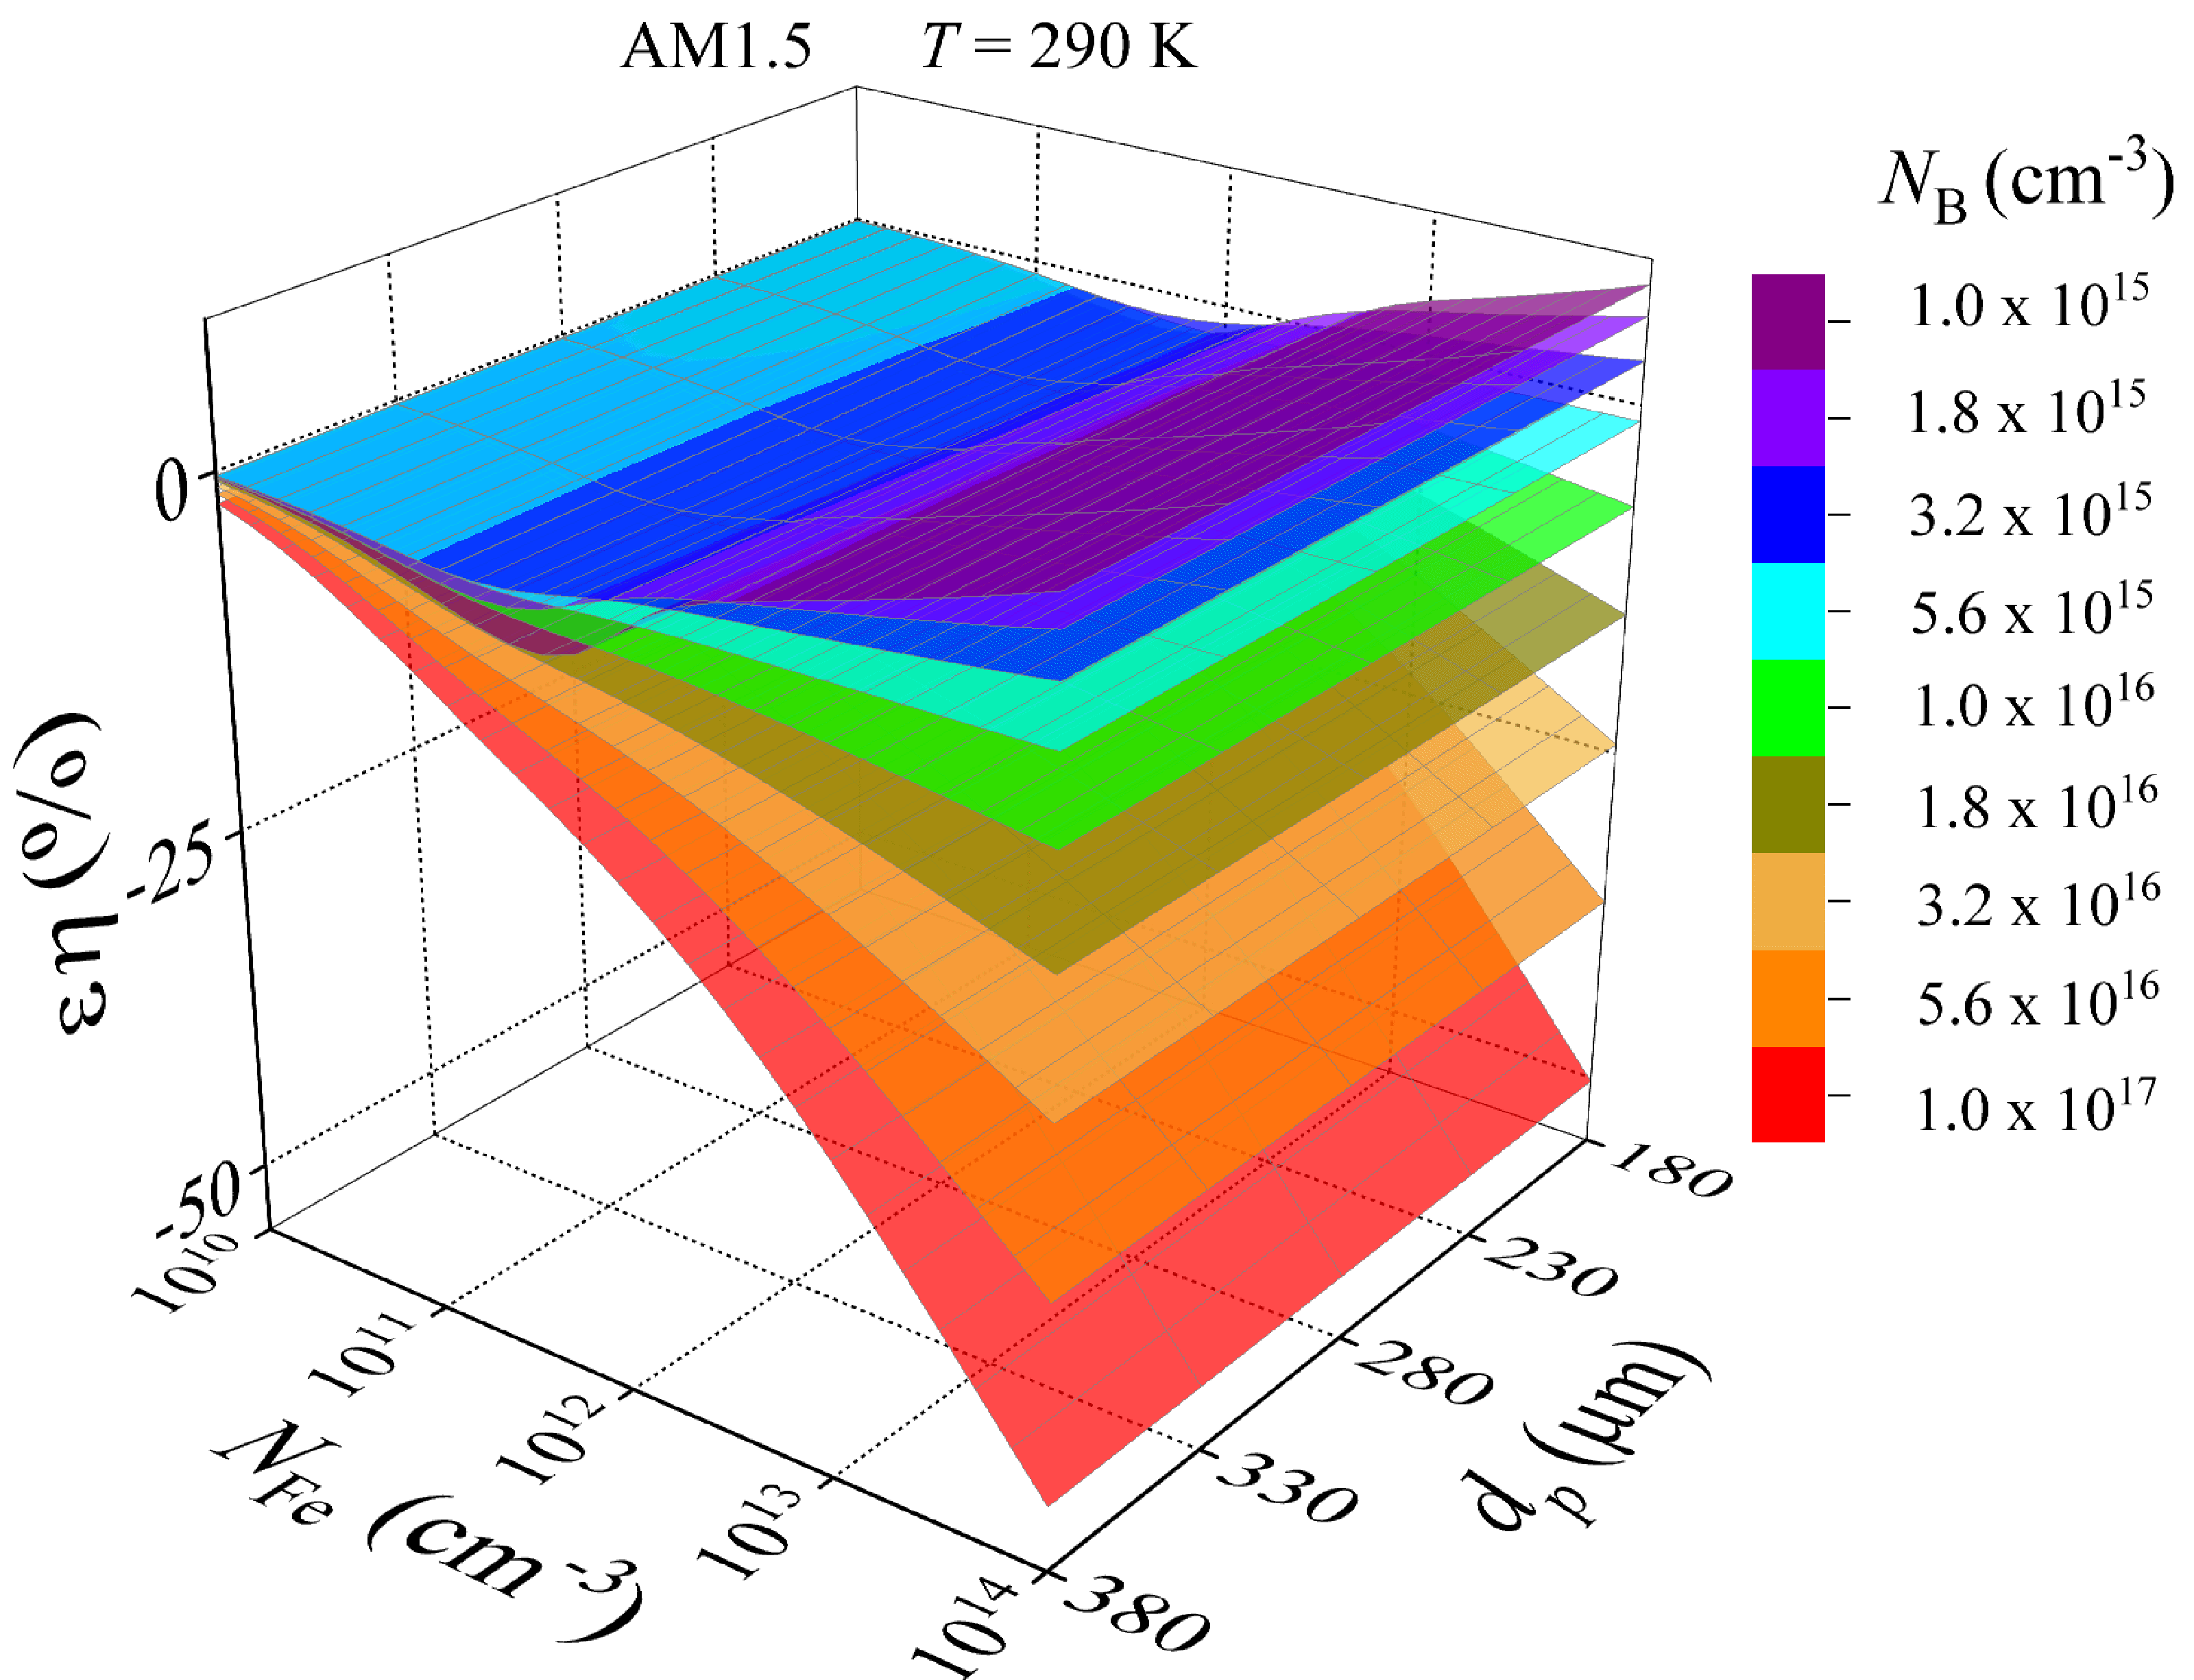 AM1.5 T = 290 K
N_B (cm^-3)
1.0 x 10^15
1.8 x 10^15
3.2 x 10^15
5.6 x 10^15
1.0 x 10^16
1.8 x 10^16
3.2 x 10^16
5.6 x 10^16
1.0 x 10^17
0
-25
-50
εη (%)
10^10
10^11
10^12
10^13
10^14
N_Fe (cm^-3)
180
230
280
330
380
d_p (μm)